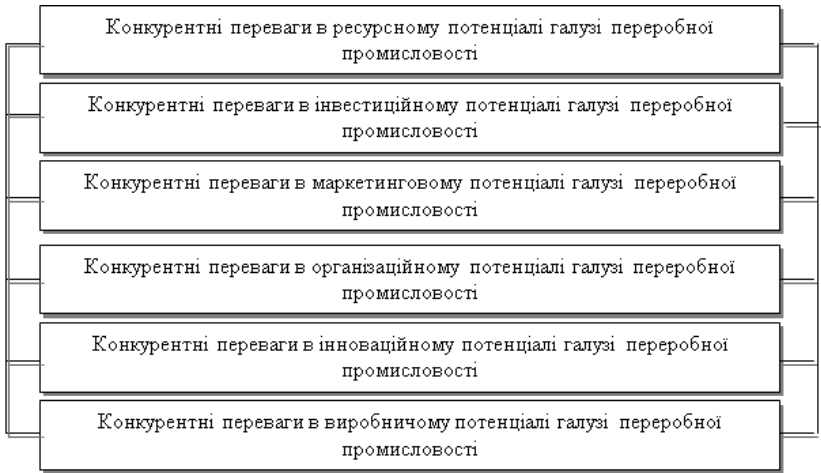 Конкурентні переваги в ресурсному потенціалі галузі переробної
промисловості
Конкурентні переваги в інвестиційному потенціалі галузі переробної
промисловості
Конкурентні переваги в маркетинговому потенціалі галузі переробної
промисловості
Конкурентні переваги в організаційному потенціалі галузі переробної
промисловості
Конкурентні переваги в інноваційному потенціалі галузі переробної
промисловості
Конкурентні переваги в виробничому потенціалі галузі переробної
промисловості